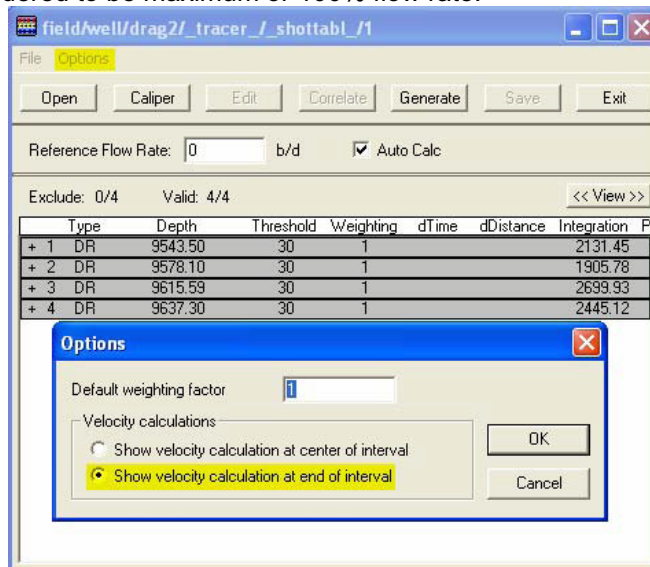 field/well/drag2/_tracer_/_shottabl_/1
File Options
Open Caliper Edit Correlate Generate Save Exit
Reference Flow Rate: 0 b/d Auto Calc
Exclude: 0/4 Valid: 4/4 << View >>
Type Depth Threshold Weighting dTime dDistance Integration P
+ 1 DR 9543.50 30 1 2131.45
+ 2 DR 9578.10 30 1 1905.78
+ 3 DR 9615.59 30 1 2699.93
+ 4 DR 9637.30 30 1 2445.12
Options
Default weighting factor 1
Velocity calculations
Show velocity calculation at center of interval
Show velocity calculation at end of interval
OK
Cancel